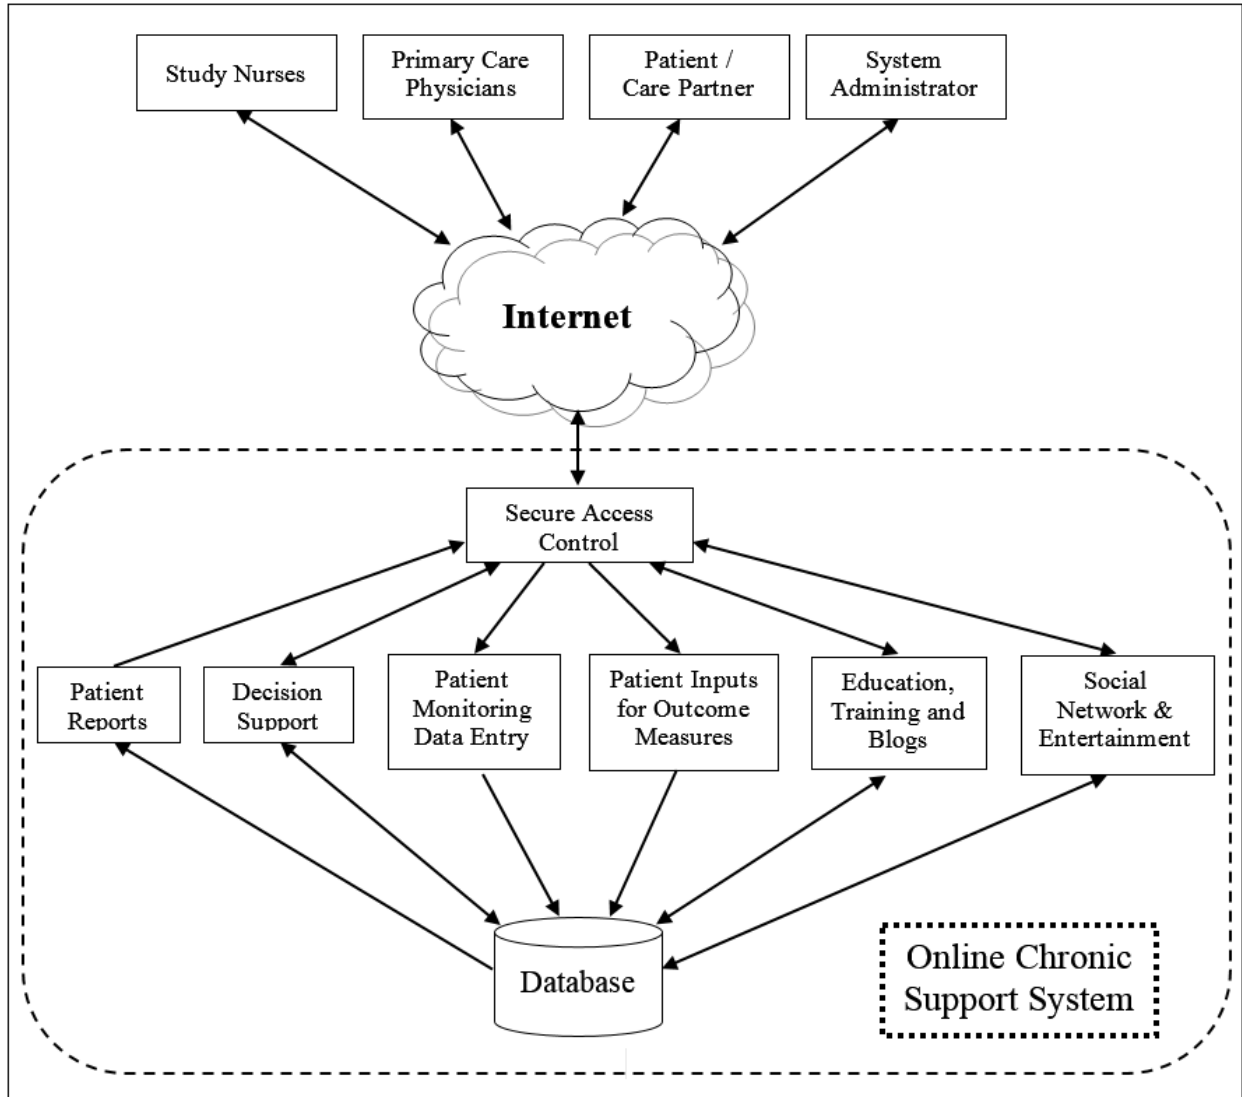 Study Nurses
Primary Care
Physicians
Patient /
Care Partner
System
Administrator
Internet
Secure Access
Control
Patient
Reports
Decision
Support
Patient
Monitoring
Data Entry
Patient Inputs
for Outcome
Measures
Education,
Training and
Blogs
Social
Network &
Entertainment
Database
Online Chronic
Support System